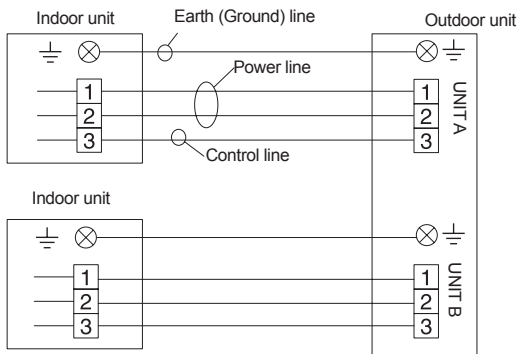 Indoor unit
Earth (Ground) line
Outdoor unit
Power line
1
2
3
1
2
3
UNIT A
Control line
Indoor unit
1
2
3
1
2
3
UNIT B